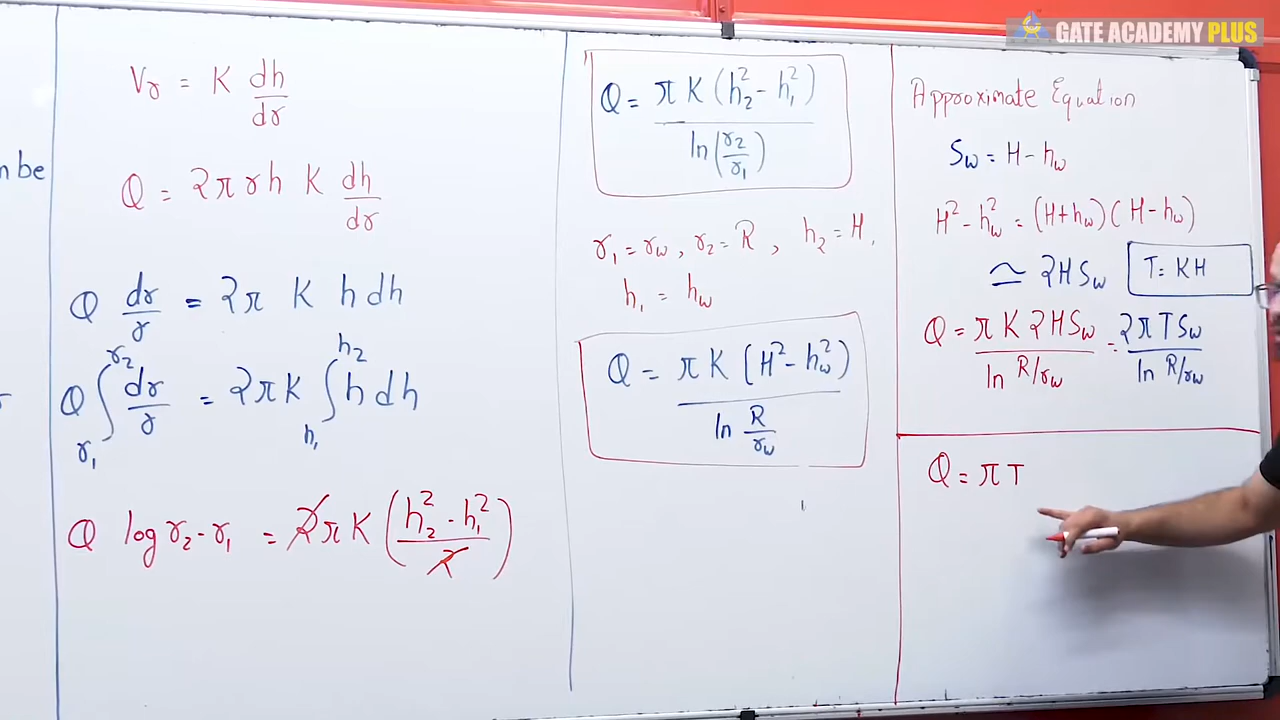 n be
Vr = K dh/dr
Q = 2πrh K dh/dr
Q dr/r = 2π K h dh
Q ∫_{r1}^{r2} dr/r = 2πK ∫_{h1}^{h2} h dh
Q log r2 - r1 = 2πK ( (h2² - h1²) / 2 )
Q = πK (h2² - h1²) / ln (r2/r1)
r1 = rw, r2 = R, h2 = H,
h1 = hw
Q = πK [H² - hw²) / ln R/rw
GATE ACADEMY PLUS
Approximate Equation
Sw = H - hw
H² - hw² = (H+hw)(H-hw)
≃ 2HSw
T = KH
Q = πK2HSw / ln R/rw = 2πTSw / ln R/rw
Q = πT